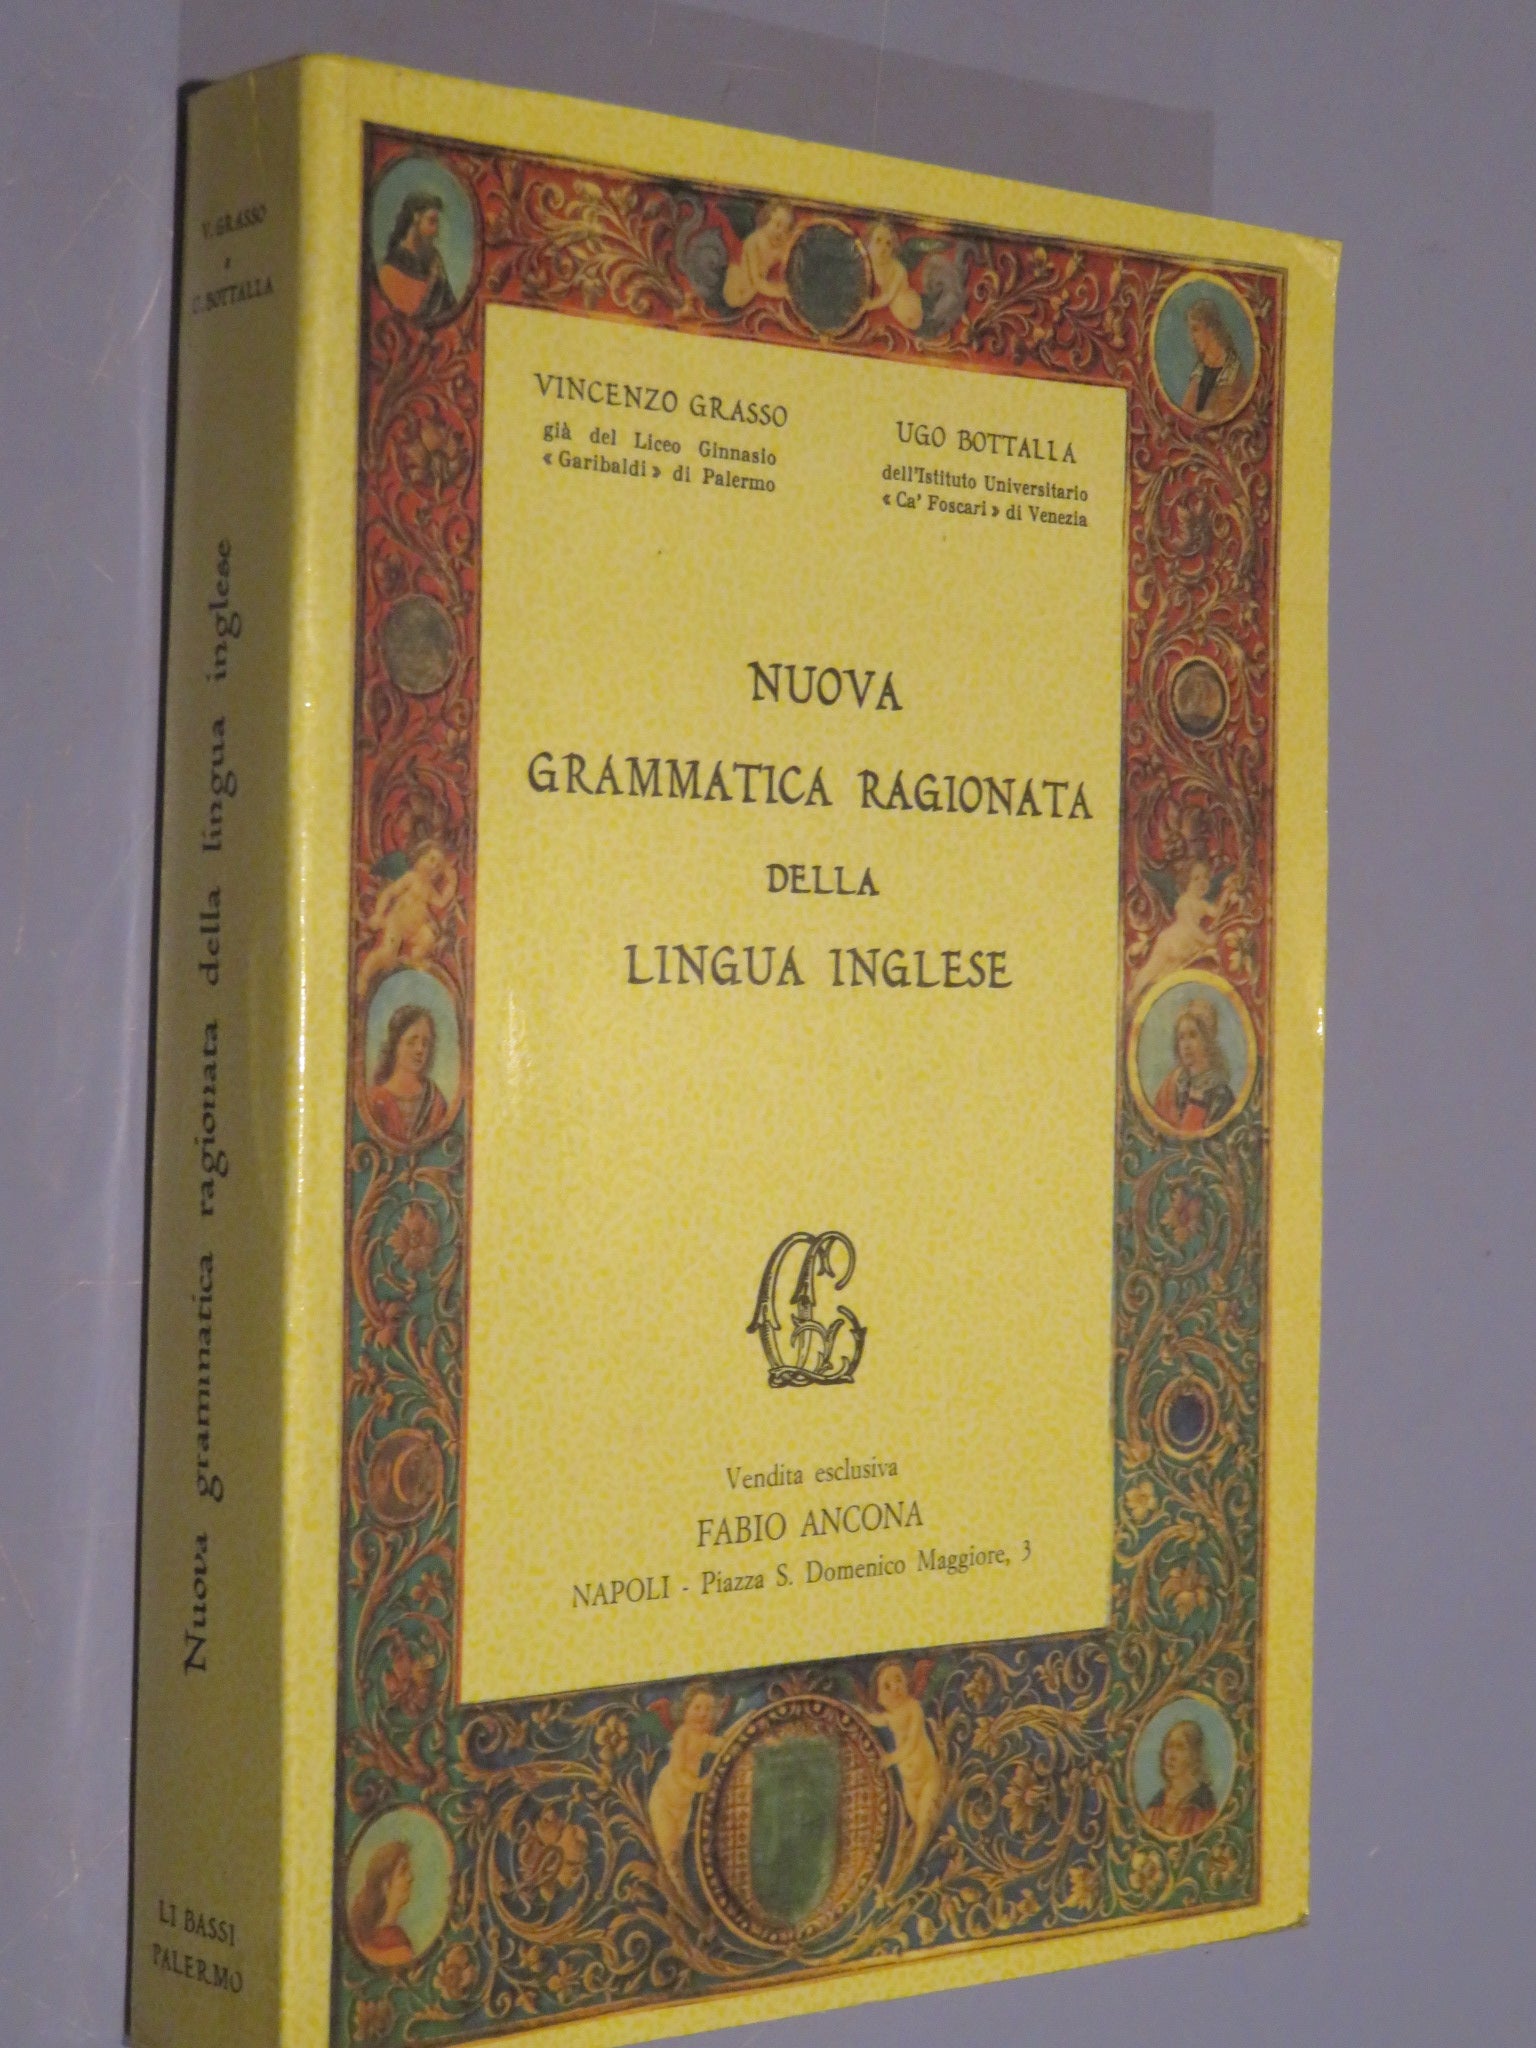 V. GRASSO
e
U. BOTTALLA
Nuova grammatica ragionata della lingua inglese
LI BASSI
PALERMO
VINCENZO GRASSO
già del Liceo Ginnasio
« Garibaldi » di Palermo
UGO BOTTALLA
dell'Istituto Universitario
« Ca' Foscari » di Venezia
NUOVA
GRAMMATICA RAGIONATA
DELLA
LINGUA INGLESE
Vendita esclusiva
FABIO ANCONA
NAPOLI - Piazza S. Domenico Maggiore, 3